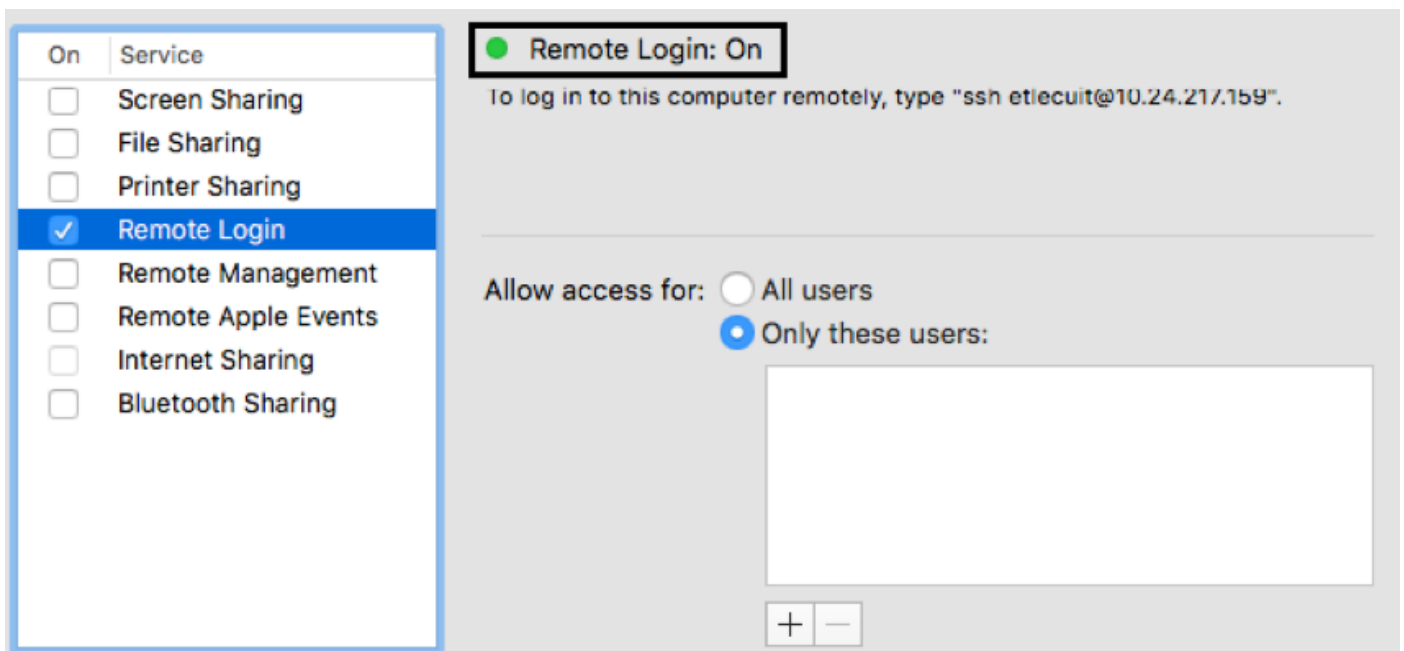 On Service
Screen Sharing
File Sharing
Printer Sharing
Remote Login
Remote Management
Remote Apple Events
Internet Sharing
Bluetooth Sharing
Remote Login: On
To log in to this computer remotely, type "ssh etlecuit@10.24.217.159".
Allow access for: All users
Only these users:
+ −